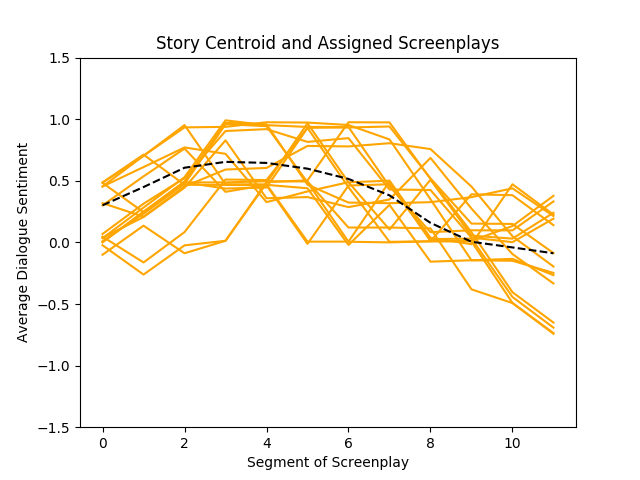 Story Centroid and Assigned Screenplays
Average Dialogue Sentiment
1.5
1.0
0.5
0.0
−0.5
−1.0
−1.5
0 2 4 6 8 10
Segment of Screenplay